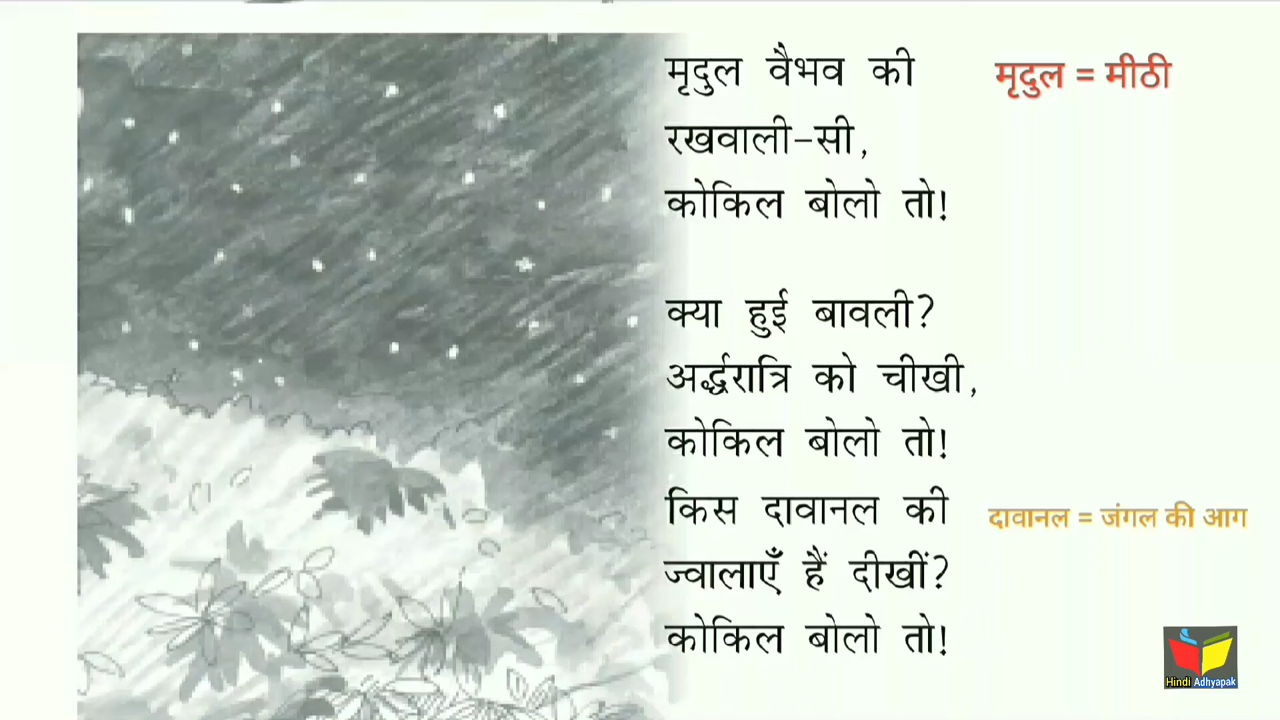 मृदुल वैभव की
मृदुल = मीठी
रखवाली-सी,
कोकिल बोलो तो!
क्या हुई बावली?
अर्द्धरात्रि को चीखी,
कोकिल बोलो तो!
किस दावानल की
दावानल = जंगल की आग
ज्वालाएँ हैं दीखीं?
कोकिल बोलो तो!
Hindi Adhyapak